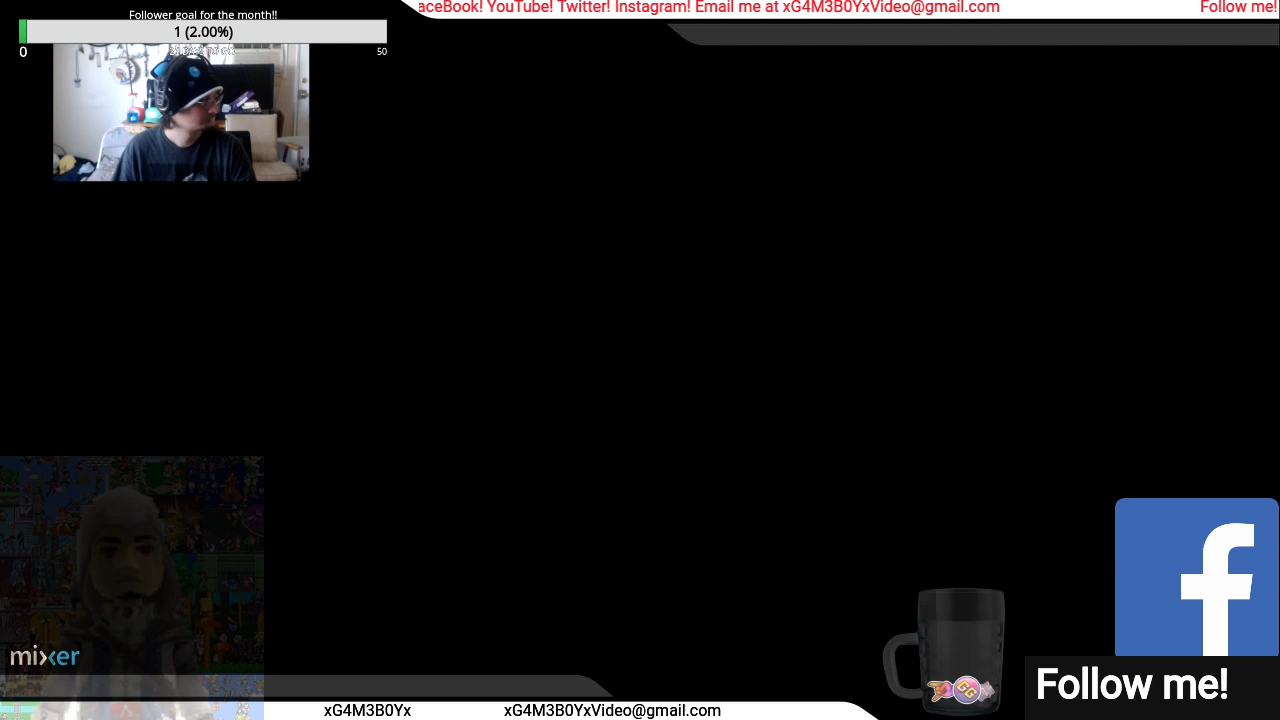 Follower goal for the month!!
aceBook! YouTube! Twitter! Instagram! Email me at xG4M3B0YxVideo@gmail.com Follow me!
1 (2.00%)
0
50
GG
mixer
Follow me!
xG4M3B0Yx xG4M3B0YxVideo@gmail.com